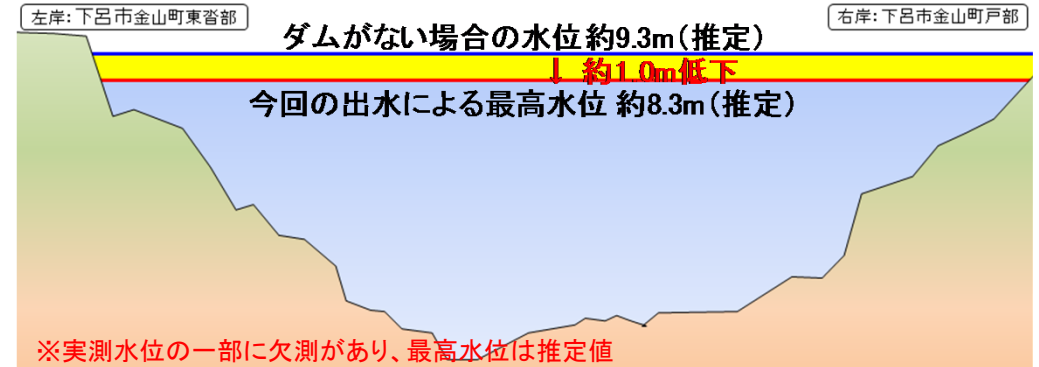 左岸:下呂市金山町東沓部
右岸:下呂市金山町戸部
ダムがない場合の水位 約9.3m(推定)
↓ 約1.0m低下
今回の出水による最高水位 約8.3m(推定)
※実測水位の一部に欠測があり、最高水位は推定値